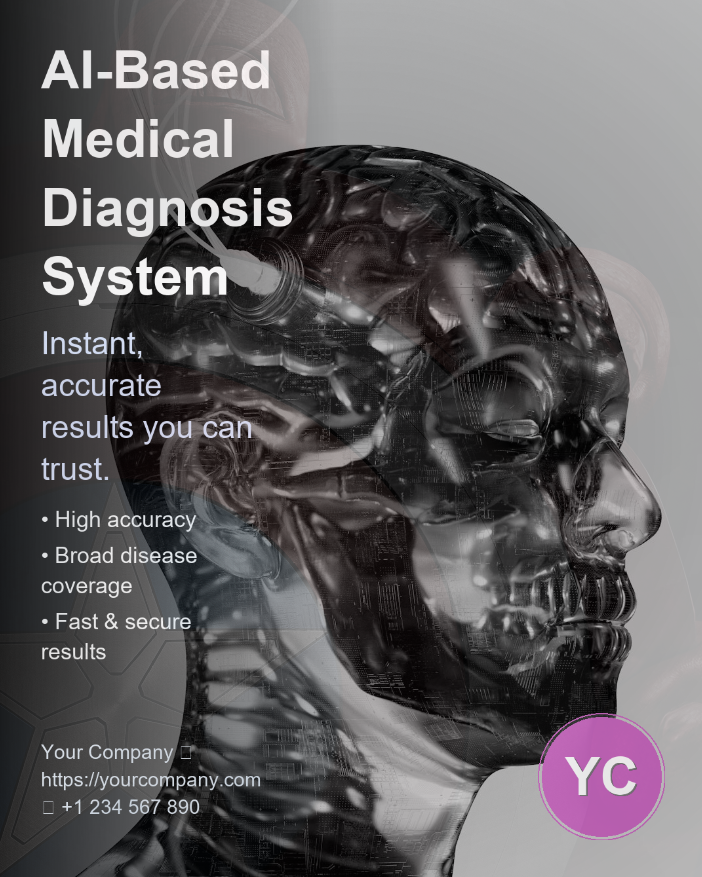 AI-Based
Medical
Diagnosis
System
Instant,
accurate
results you can
trust.
• High accuracy
• Broad disease
coverage
• Fast & secure
results
Your Company □
https://yourcompany.com
□ +1 234 567 890
YC